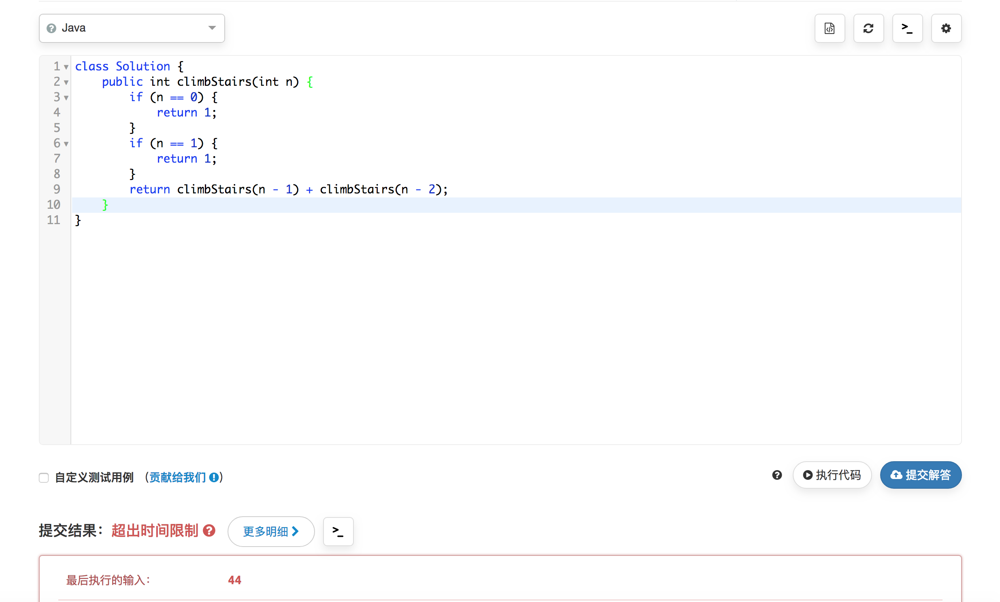 Java
1 class Solution {
2     public int climbStairs(int n) {
3         if (n == 0) {
4             return 1;
5         }
6         if (n == 1) {
7             return 1;
8         }
9         return climbStairs(n - 1) + climbStairs(n - 2);
10     }
11 }
自定义测试用例 （贡献给我们）
执行代码
提交解答
提交结果：超出时间限制
更多明细
最后执行的输入： 44